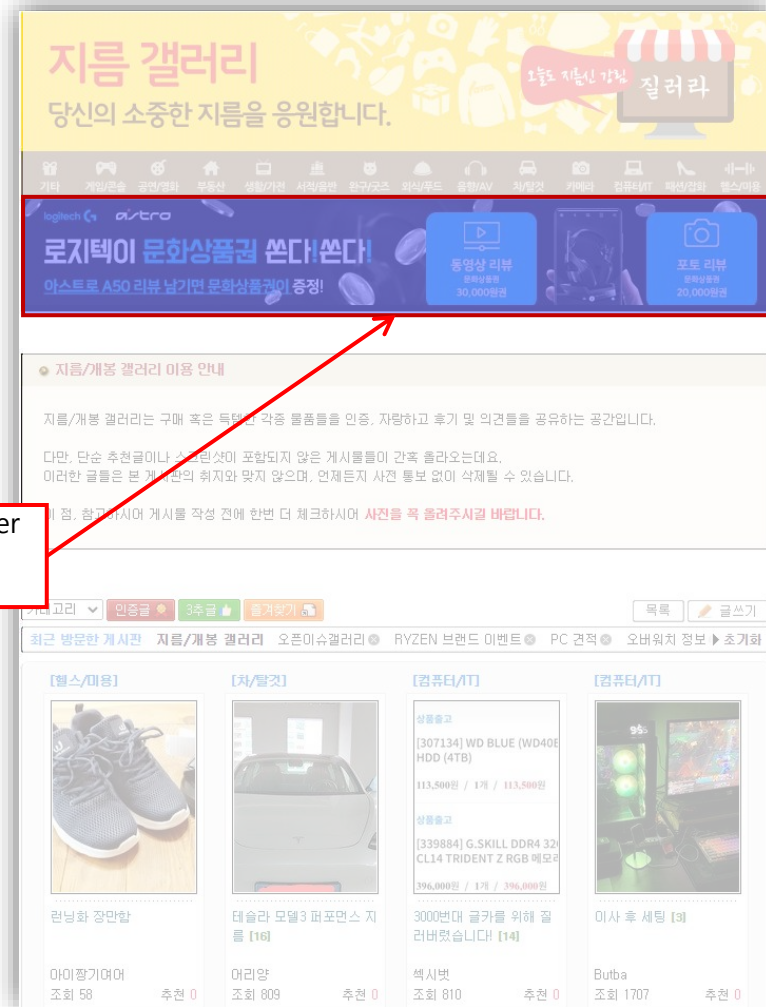 지름 갤러리
당신의 소중한 지름을 응원합니다.
오늘도 지름신 강림
질러라
기타 게임/콘솔 공연/영화 부동산 생활/가전 서적/음반 완구/굿즈 외식/푸드 음향/AV 차/탈것 카메라 컴퓨터/IT 패션/잡화 헬스/미용
logitech G astro
로지텍이 문화상품권 쏜다!쏜다!
아스트로 A50 리뷰 남기면 문화상품권이 증정!
동영상 리뷰
문화상품권
30,000원권
포토 리뷰
문화상품권
20,000원권
지름/개봉 갤러리 이용 안내
지름/개봉 갤러리는 구매 혹은 득템한 각종 물품들을 인증, 자랑하고 후기 및 의견들을 공유하는 공간입니다.
다만, 단순 추천글이나 스크린샷이 포함되지 않은 게시물들이 간혹 올라오는데요.
이러한 글들은 본 게시판의 취지와 맞지 않으며, 언제든지 사전 통보 없이 삭제될 수 있습니다.
이 점, 참고하시어 게시물 작성 전에 한번 더 체크하시어 사진을 꼭 올려주시길 바랍니다.
er
카테고리 인증글 3추글 즐겨찾기 목록 글쓰기
최근 방문한 게시판 지름/개봉 갤러리 오픈이슈갤러리 RYZEN 브랜드 이벤트 PC 견적 오버워치 정보 초기화
[헬스/미용] [차/탈것] [컴퓨터/IT] [컴퓨터/IT]
상품출고
[307134] WD BLUE (WD40E
HDD (4TB)
113,500원 / 1개 / 113,500원
상품출고
[339884] G.SKILL DDR4 32
CL14 TRIDENT Z RGB 메모리
396,000원 / 1개 / 396,000원
런닝화 장만함
테슬라 모델3 퍼포먼스 지
름 [16]
3000번대 글카를 위해 질
러버렸습니다! [14]
이사 후 세팅 [3]
아이짱기여어 어리양 섹시벳 Butba
조회 58 추천 0 조회 809 추천 0 조회 810 추천 0 조회 1707 추천 0